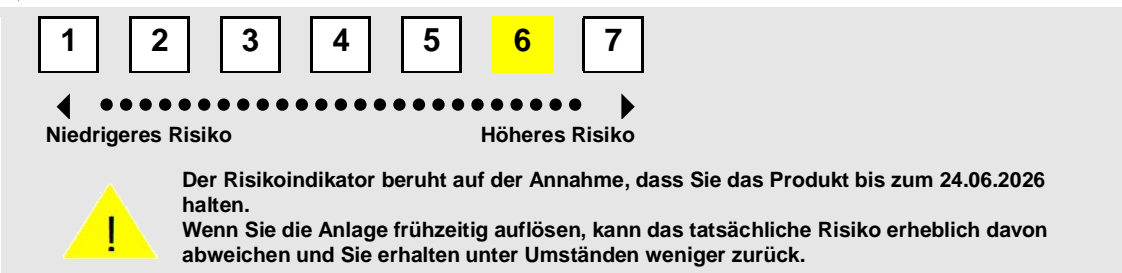 1 2 3 4 5 6 7
Niedrigeres Risiko Höheres Risiko
Der Risikoindikator beruht auf der Annahme, dass Sie das Produkt bis zum 24.06.2026
halten.
Wenn Sie die Anlage frühzeitig auflösen, kann das tatsächliche Risiko erheblich davon
abweichen und Sie erhalten unter Umständen weniger zurück.
!